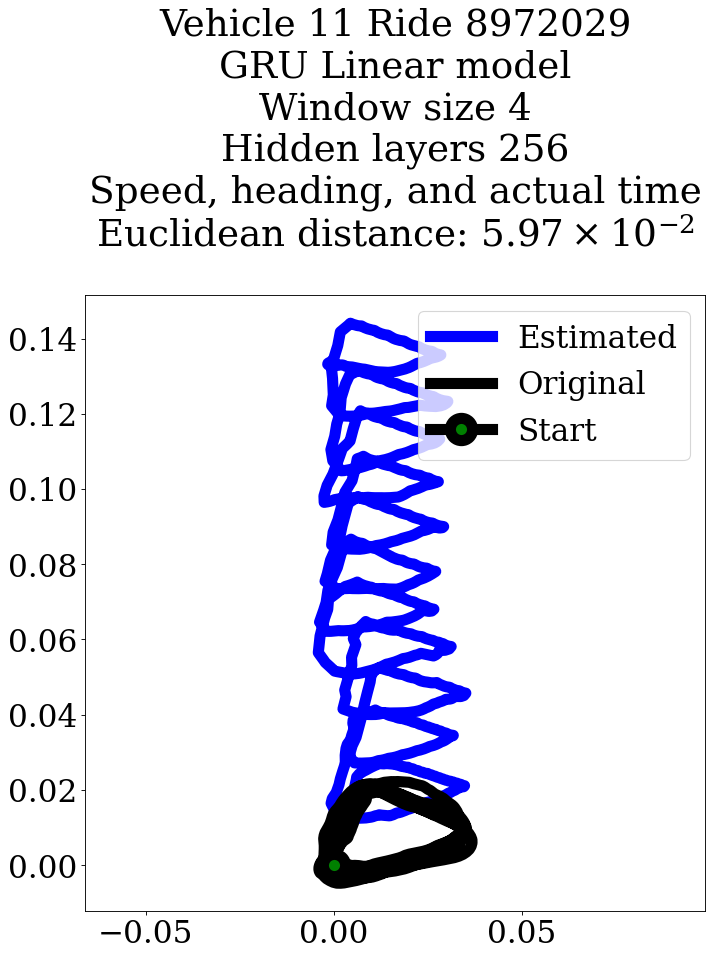 Vehicle 11 Ride 8972029
GRU Linear model
Window size 4
Hidden layers 256
Speed, heading, and actual time
Euclidean distance: 5.97 × 10⁻²
Estimated
Original
Start
0.14
0.12
0.10
0.08
0.06
0.04
0.02
0.00
−0.05 0.00 0.05